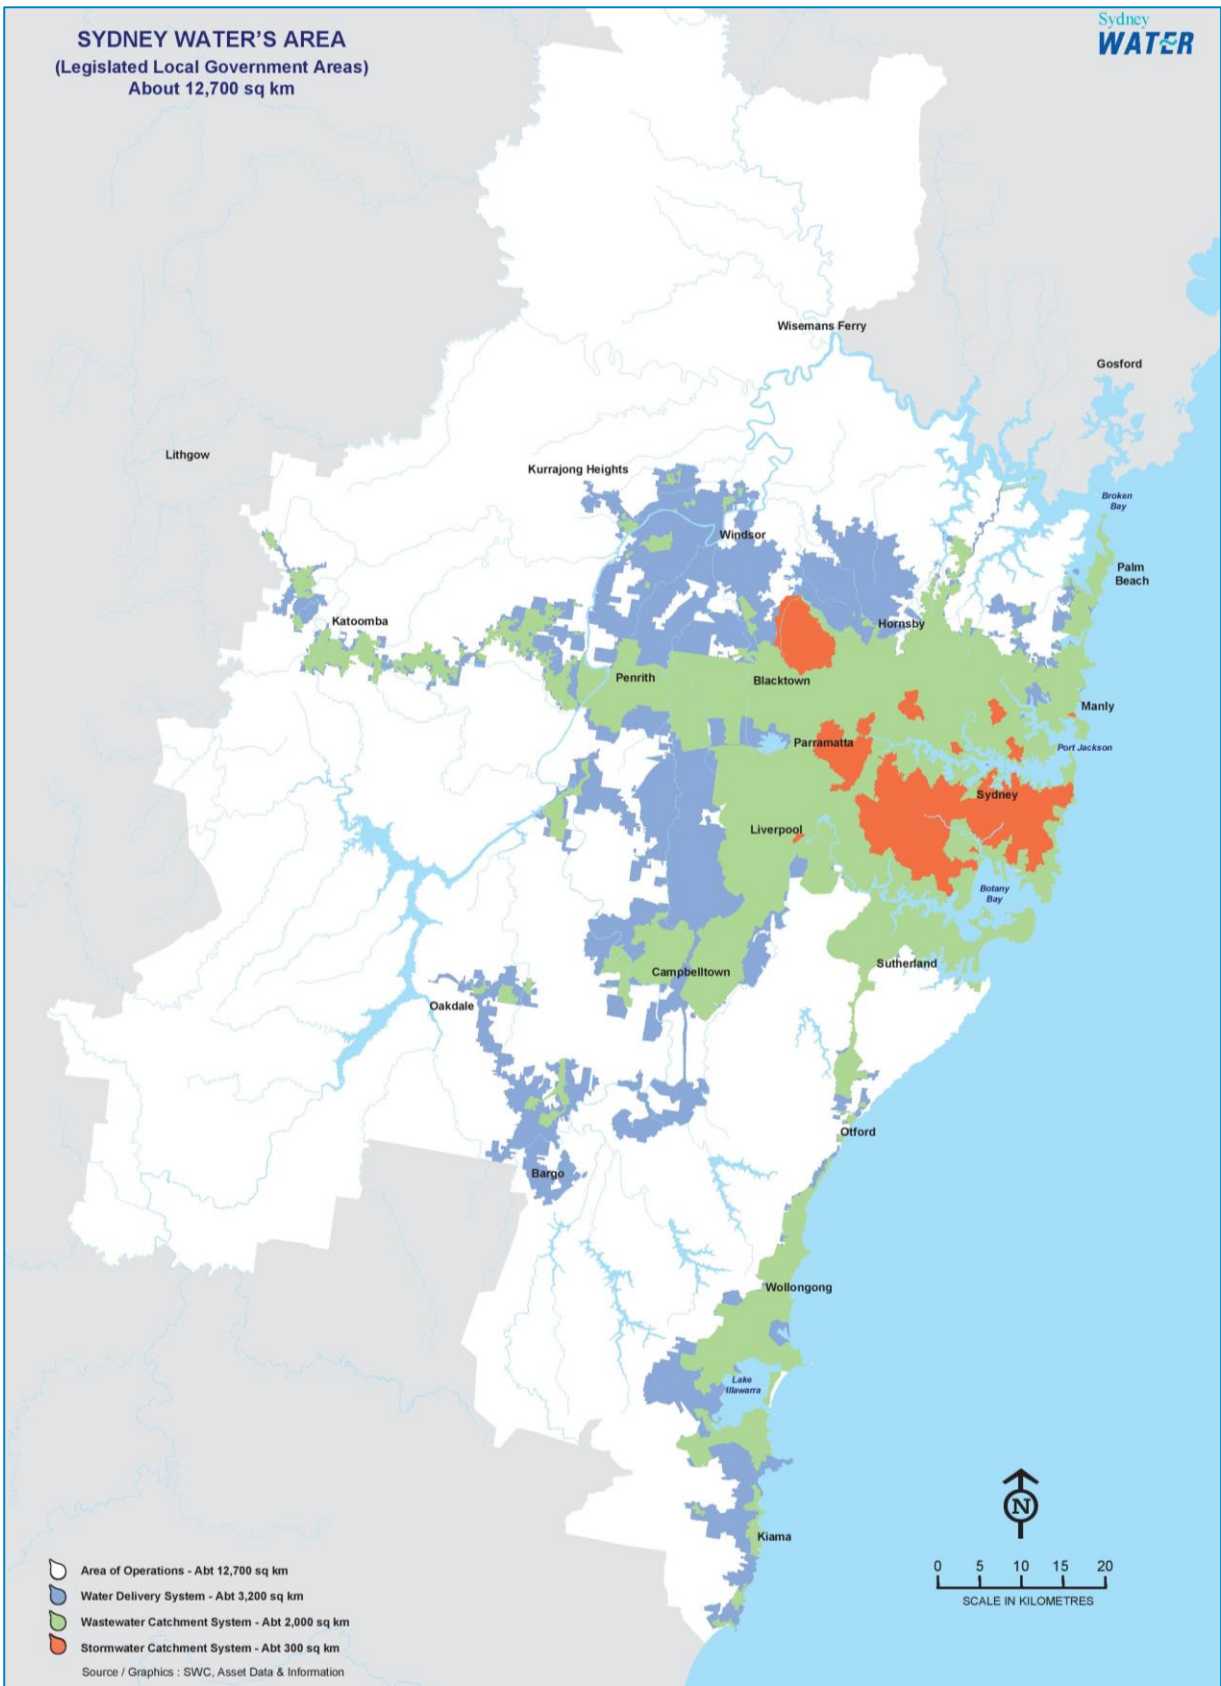 SYDNEY WATER'S AREA
(Legislated Local Government Areas)
About 12,700 sq km
Sydney
WATER
Wisemans Ferry
Gosford
Lithgow
Kurrajong Heights
Broken
Bay
Windsor
Palm
Beach
Katoomba
Hornsby
Penrith
Blacktown
Manly
Parramatta
Port Jackson
Sydney
Liverpool
Botany
Bay
Sutherland
Campbelltown
Oakdale
Otford
Bargo
Wollongong
Lake
Illawarra
N
Kiama
0 5 10 15 20
SCALE IN KILOMETRES
Area of Operations - Abt 12,700 sq km
Water Delivery System - Abt 3,200 sq km
Wastewater Catchment System - Abt 2,000 sq km
Stormwater Catchment System - Abt 300 sq km
Source / Graphics : SWC, Asset Data & Information